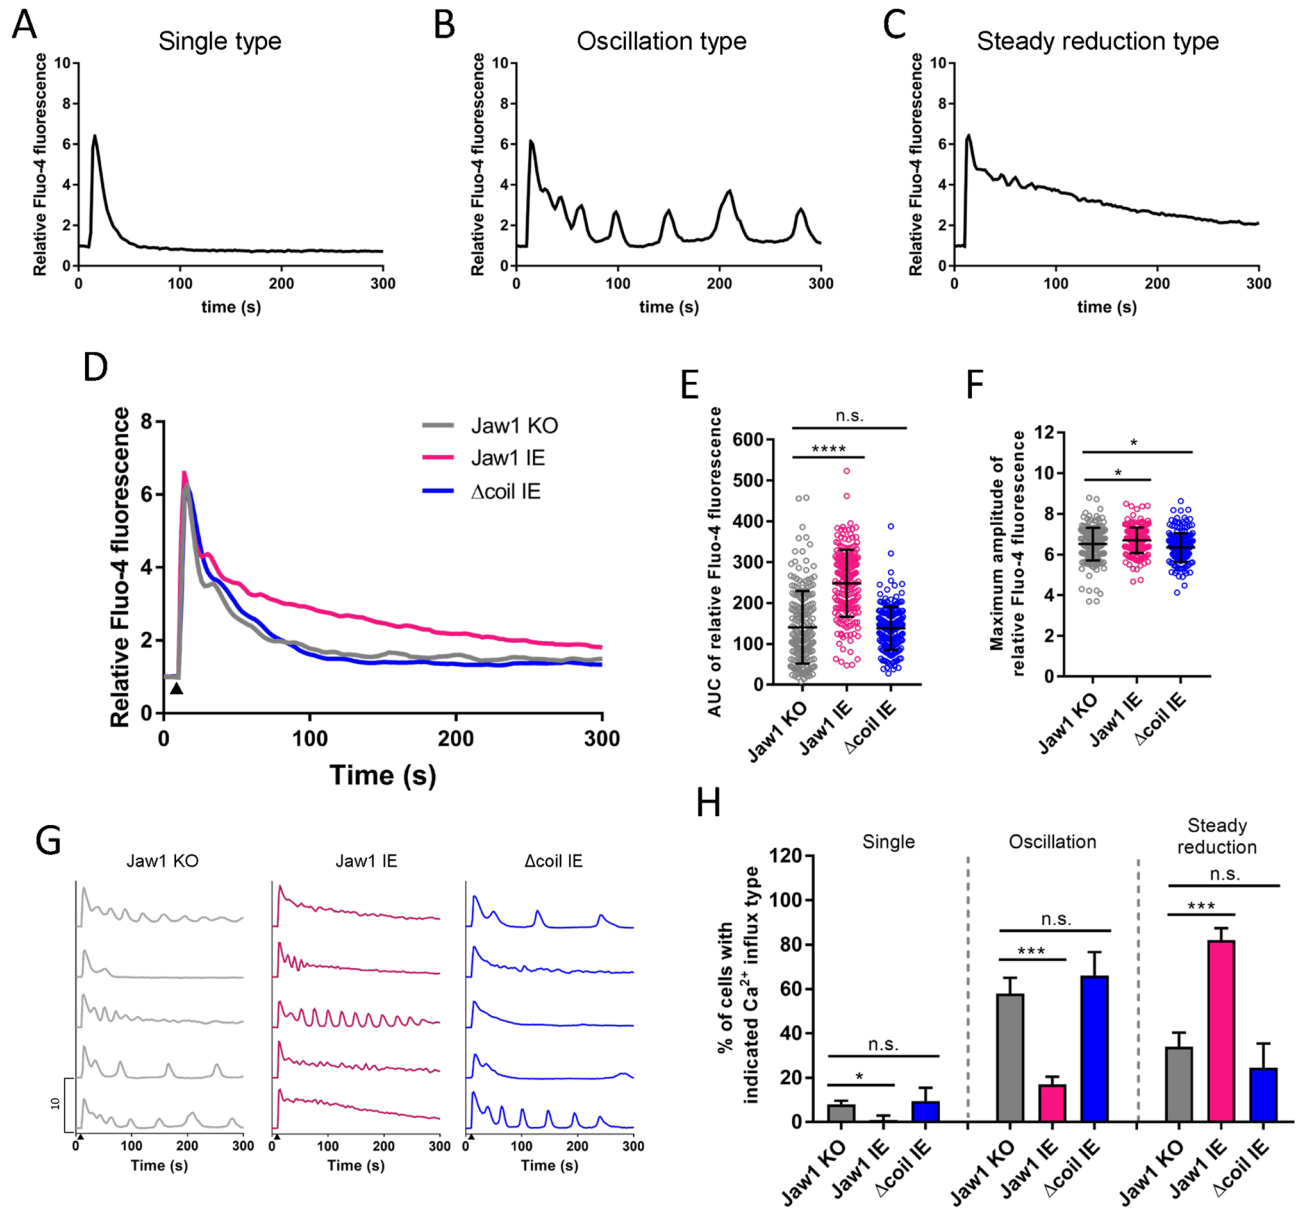 A
Single type
Relative Fluo-4 fluorescence
10
8
6
4
2
0
0 100 200 300
time (s)
B
Oscillation type
Relative Fluo-4 fluorescence
10
8
6
4
2
0
0 100 200 300
time (s)
C
Steady reduction type
Relative Fluo-4 fluorescence
10
8
6
4
2
0
0 100 200 300
time (s)
D
Relative Fluo-4 fluorescence
8
6
4
2
0
0 100 200 300
Time (s)
Jaw1 KO
Jaw1 IE
Δcoil IE
E
AUC of relative Fluo-4 fluorescence
600
500
400
300
200
100
0
n.s.
****
Jaw1 KO
Jaw1 IE
Δcoil IE
F
Maximum amplitude of
relative Fluo-4 fluorescence
12
10
8
6
4
2
0
*
*
Jaw1 KO
Jaw1 IE
Δcoil IE
G
Jaw1 KO
10
0 100 200 300
Time (s)
Jaw1 IE
0 100 200 300
Time (s)
Δcoil IE
0 100 200 300
Time (s)
H
% of cells with
indicated Ca²⁺ influx type
120
100
80
60
40
20
0
Single
n.s.
*
Jaw1 KO
Jaw1 IE
Δcoil IE
Oscillation
n.s.
***
Jaw1 KO
Jaw1 IE
Δcoil IE
Steady
reduction
n.s.
***
Jaw1 KO
Jaw1 IE
Δcoil IE